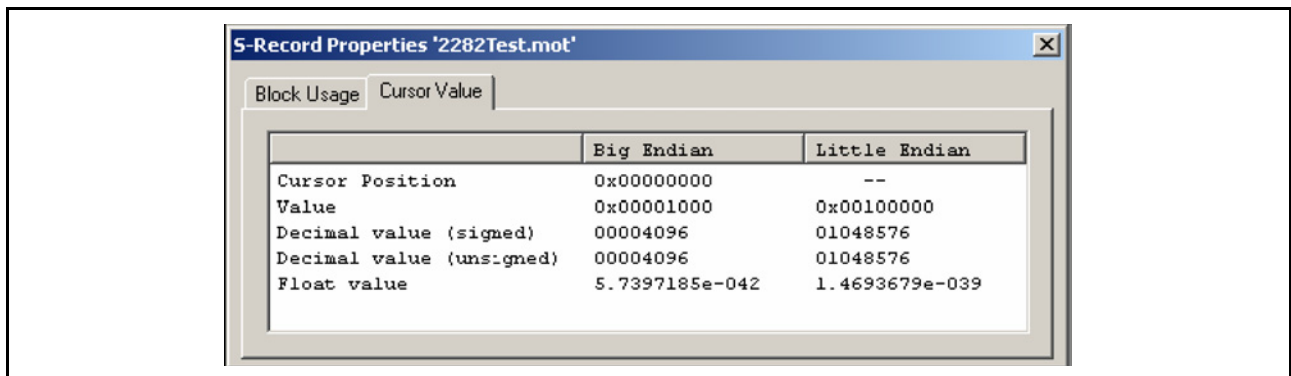 S-Record Properties '2282Test.mot'
Block Usage Cursor Value
Big Endian Little Endian
Cursor Position 0x00000000 --
Value 0x00001000 0x00100000
Decimal value (signed) 00004096 01048576
Decimal value (unsigned) 00004096 01048576
Float value 5.7397185e-042 1.4693679e-039